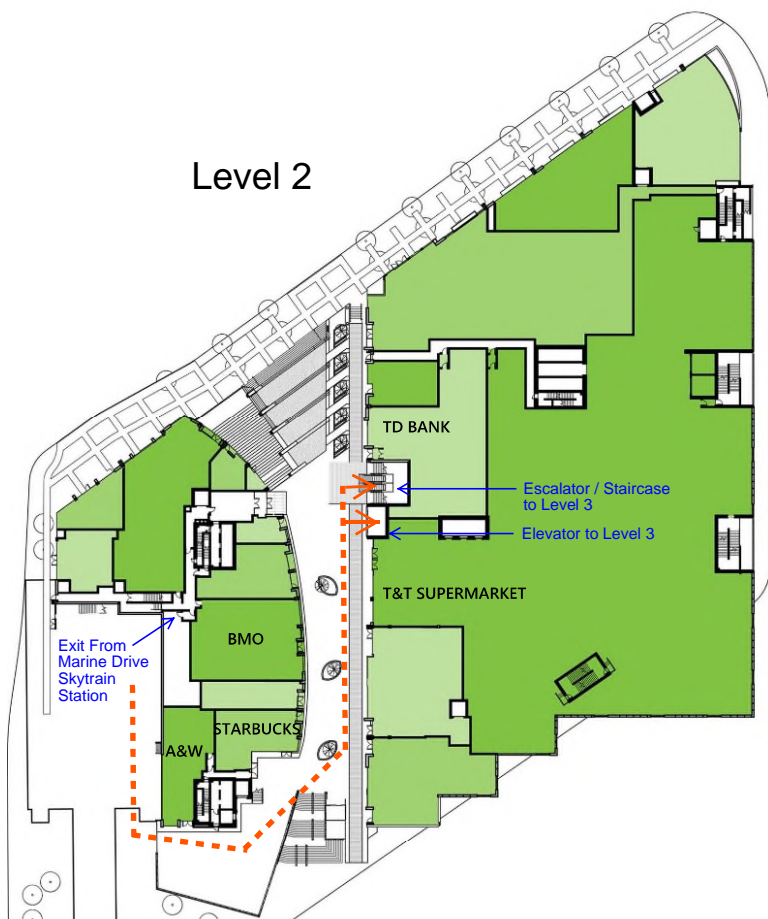 Level 2
TD BANK
Escalator / Staircase
to Level 3
Elevator to Level 3
T&T SUPERMARKET
BMO
Exit From
Marine Drive
Skytrain
Station
STARBUCKS
A&W